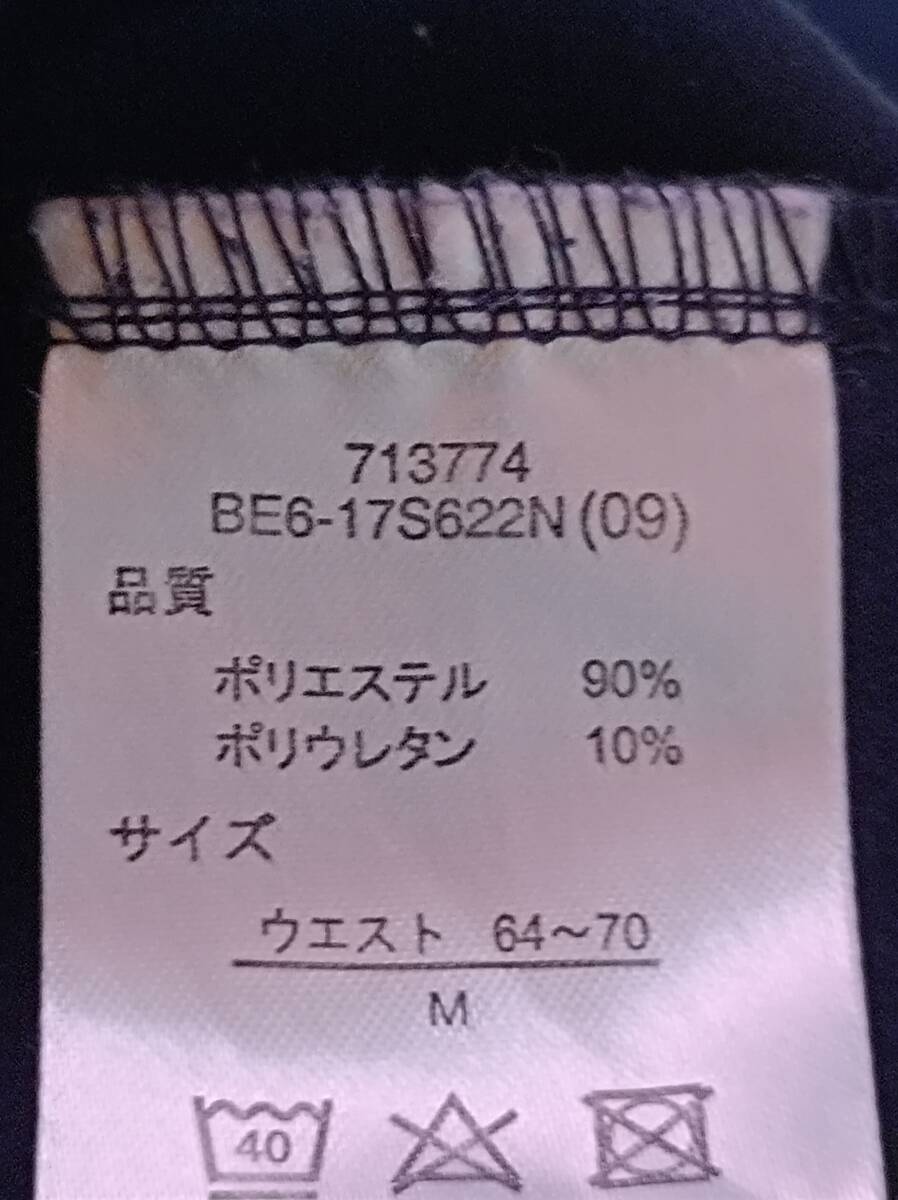 713774
BE6-17S622N(09)
品質
ポリエステル 90%
ポリウレタン 10%
サイズ
ウエスト 64～70
M
40